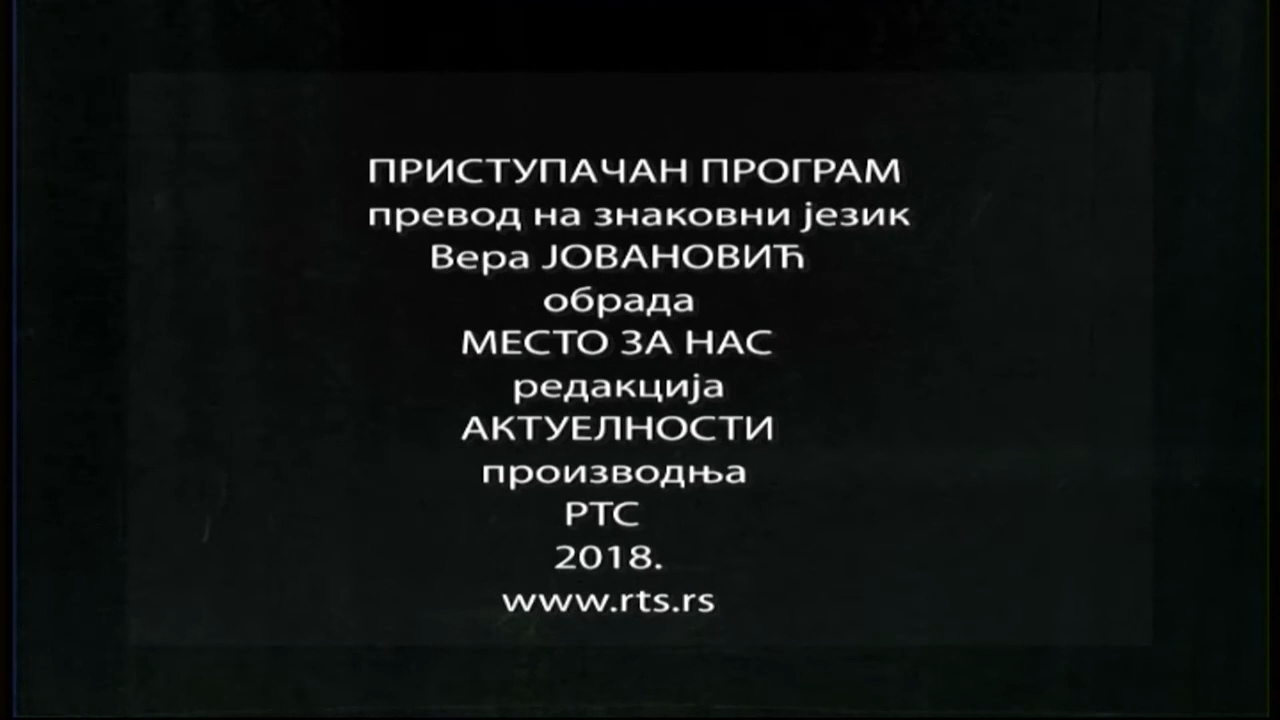 ПРИСТУПАЧАН ПРОГРАМ
превод на знаковни језик
Вера ЈОВАНОВИЋ
обрада
МЕСТО ЗА НАС
редакција
АКТУЕЛНОСТИ
производња
РТС
2018.
www.rts.rs